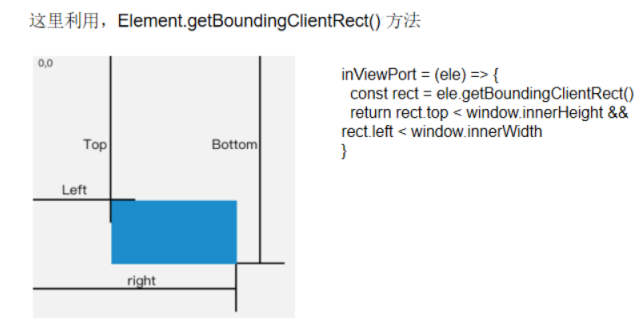 这里利用，Element.getBoundingClientRect() 方法
0,0
Top
Bottom
Left
right
inViewPort = (ele) => {
const rect = ele.getBoundingClientRect()
return rect.top < window.innerHeight &&
rect.left < window.innerWidth
}